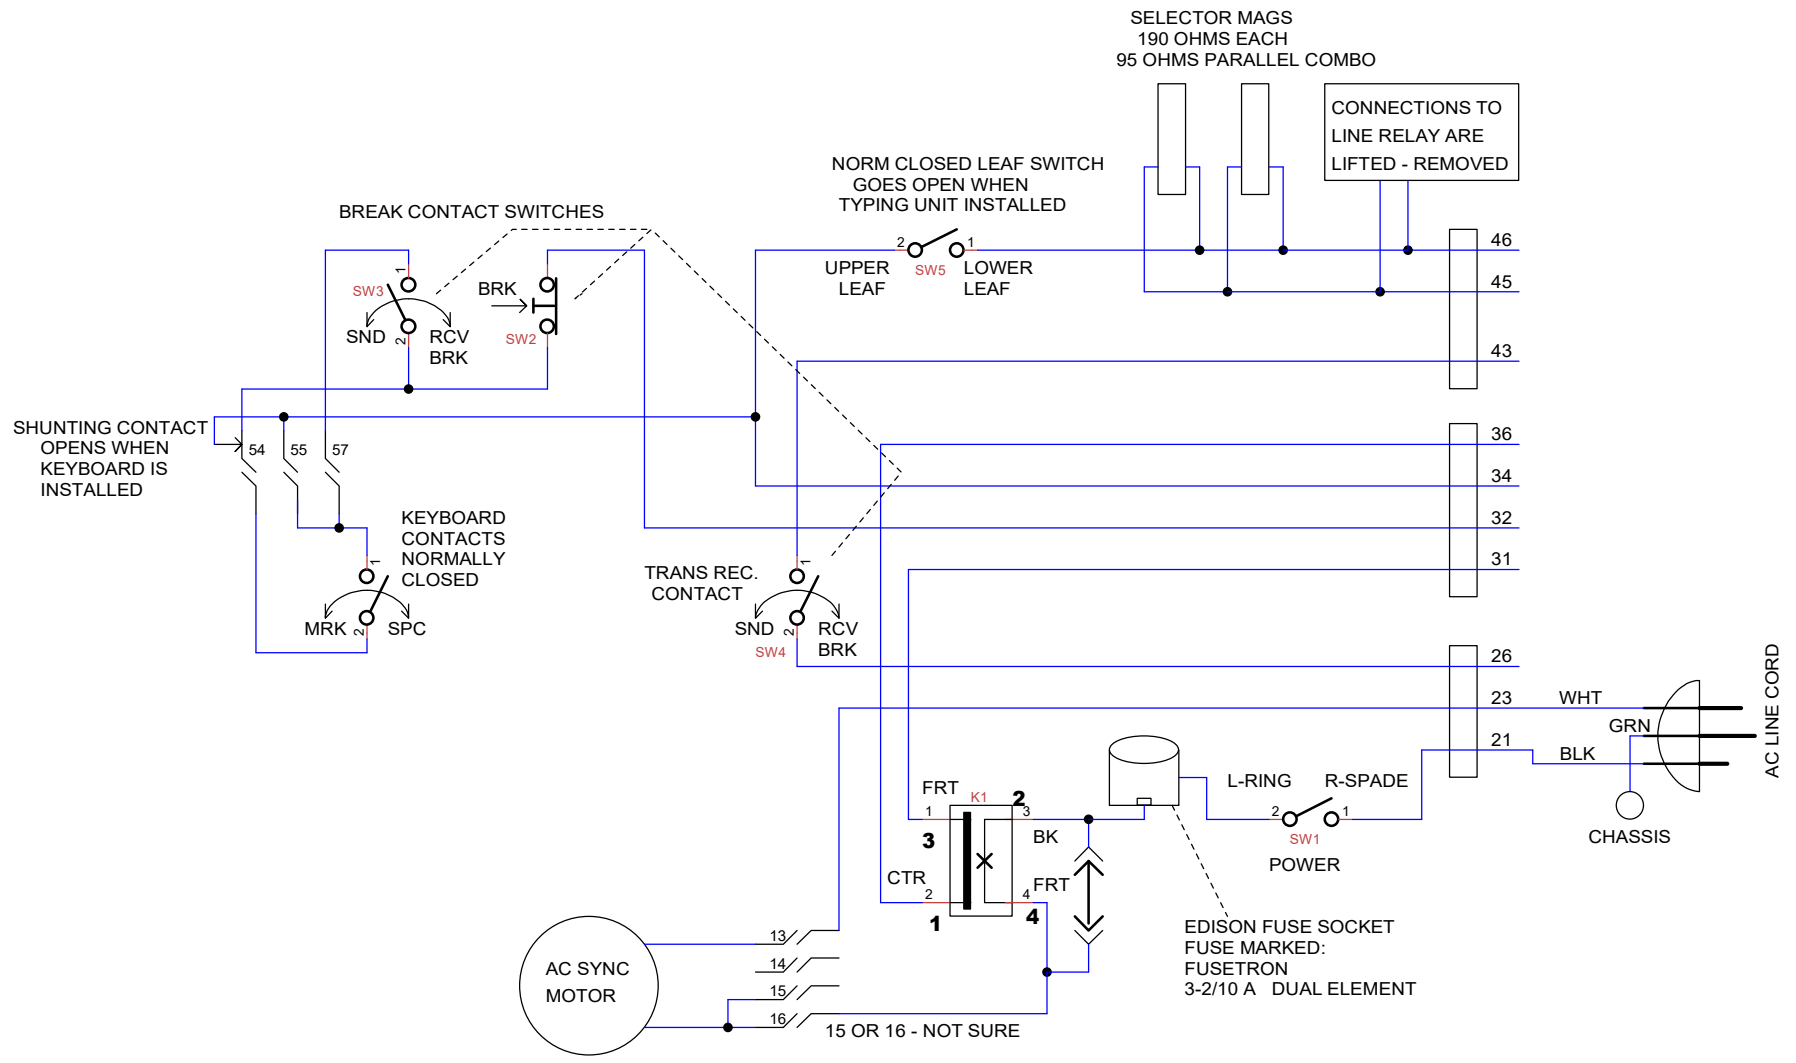 SELECTOR MAGS
190 OHMS EACH
95 OHMS PARALLEL COMBO
CONNECTIONS TO
LINE RELAY ARE
LIFTED - REMOVED
NORM CLOSED LEAF SWITCH
GOES OPEN WHEN
TYPING UNIT INSTALLED
BREAK CONTACT SWITCHES
2
1
SW5
UPPER
LEAF
LOWER
LEAF
46
45
43
1
SW3
SND
2
RCV
BRK
BRK
SW2
SHUNTING CONTACT
OPENS WHEN
KEYBOARD IS
INSTALLED
54
55
57
36
34
32
31
KEYBOARD
CONTACTS
NORMALLY
CLOSED
1
MRK
2
SPC
TRANS REC.
CONTACT
1
SND
2
RCV
BRK
SW4
26
23
21
WHT
GRN
BLK
AC LINE CORD
CHASSIS
L-RING
R-SPADE
2
1
SW1
POWER
FRT
K1
2
1
3
3
BK
CTR
2
1
4
FRT
4
EDISON FUSE SOCKET
FUSE MARKED:
FUSETRON
3-2/10 A DUAL ELEMENT
AC SYNC
MOTOR
13
14
15
16
15 OR 16 - NOT SURE